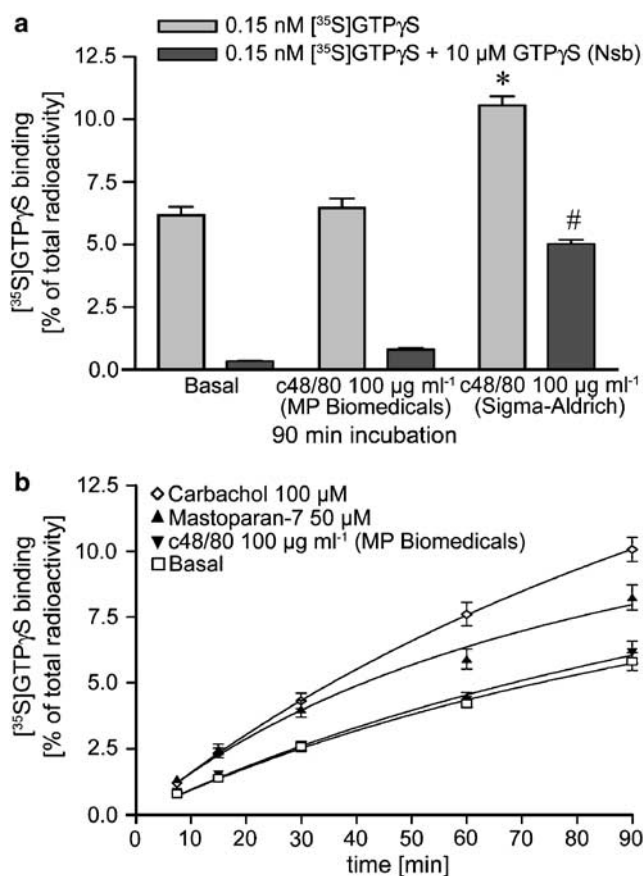 a
0.15 nM [³⁵S]GTPγS
0.15 nM [³⁵S]GTPγS + 10 µM GTPγS (Nsb)
[³⁵S]GTPγS binding
[% of total radioactivity]
12.5
10.0
7.5
5.0
2.5
0.0
*
#
Basal
c48/80 100 µg ml⁻¹
(MP Biomedicals)
c48/80 100 µg ml⁻¹
(Sigma-Aldrich)
90 min incubation
b
[³⁵S]GTPγS binding
[% of total radioactivity]
12.5
10.0
7.5
5.0
2.5
0.0
Carbachol 100 µM
Mastoparan-7 50 µM
c48/80 100 µg ml⁻¹ (MP Biomedicals)
Basal
0 10 20 30 40 50 60 70 80 90
time [min]